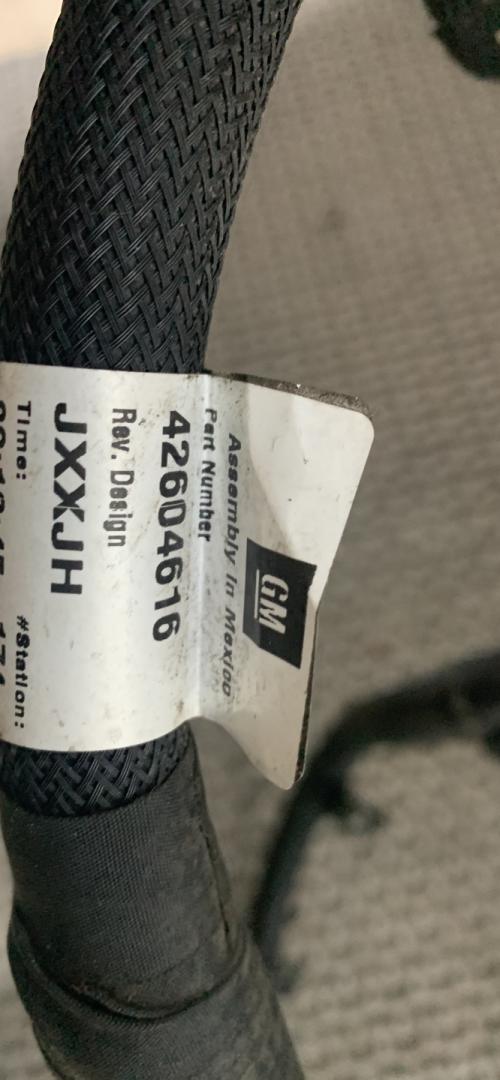 GM
Assembly in Mexico
Part Number
42604616
Rev. Design
JXXJH
Time: #Station: